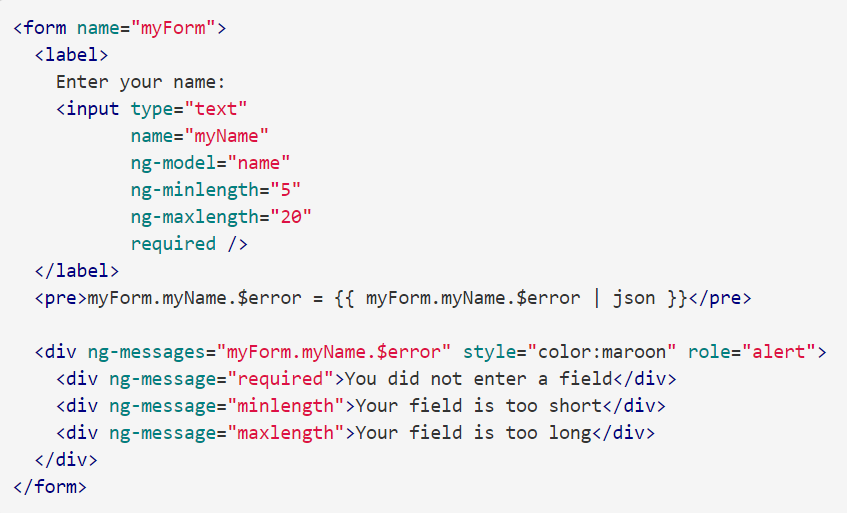 <form name="myForm">
  <label>
    Enter your name:
    <input type="text"
           name="myName"
           ng-model="name"
           ng-minlength="5"
           ng-maxlength="20"
           required />
  </label>
  <pre>myForm.myName.$error = {{ myForm.myName.$error | json }}</pre>

  <div ng-messages="myForm.myName.$error" style="color:maroon" role="alert">
    <div ng-message="required">You did not enter a field</div>
    <div ng-message="minlength">Your field is too short</div>
    <div ng-message="maxlength">Your field is too long</div>
  </div>
</form>